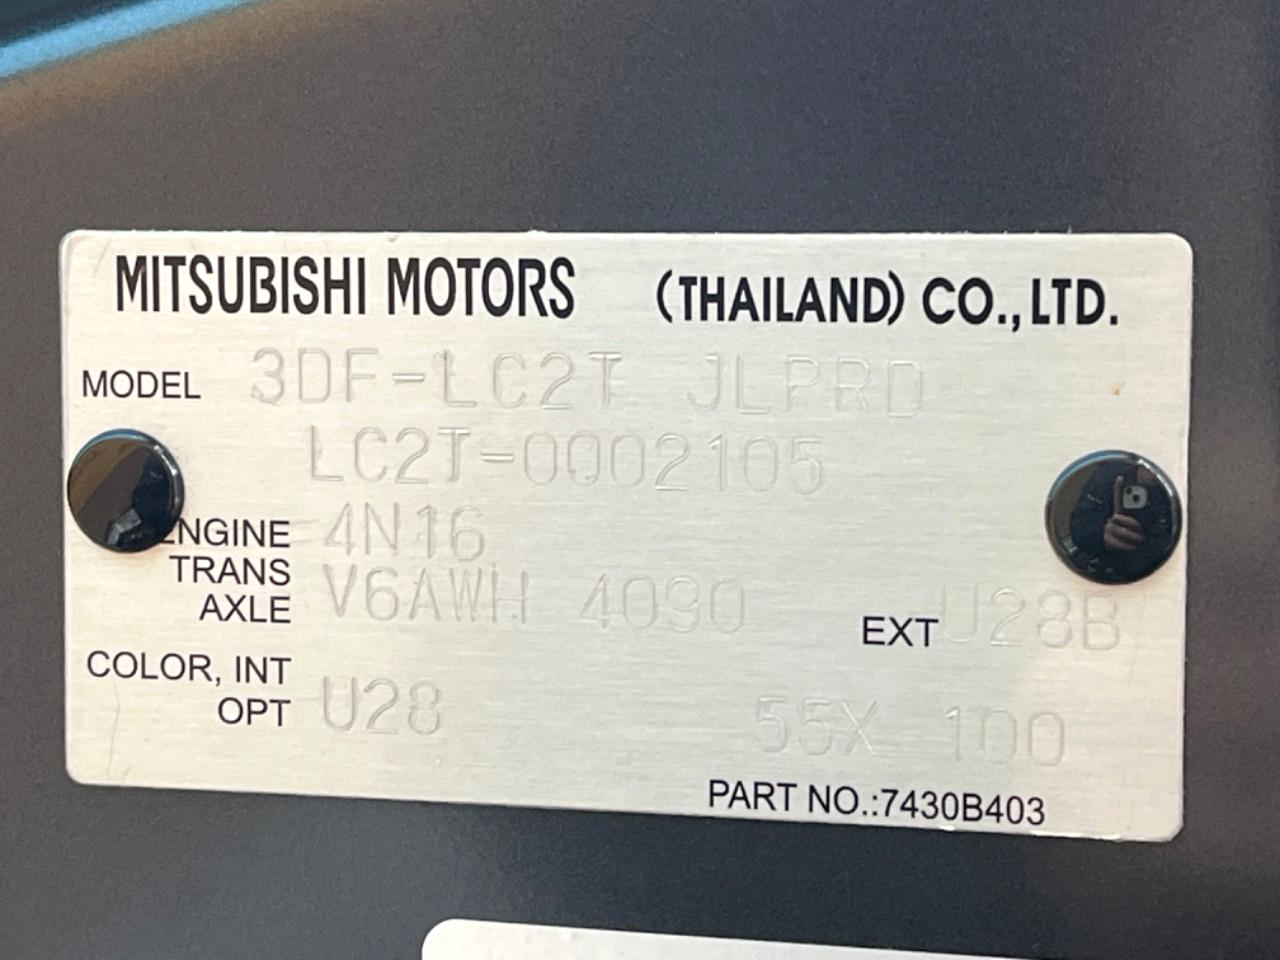 MITSUBISHI MOTORS (THAILAND) CO., LTD.
MODEL 3DF-LC2T JLPRD
LC2T-0002105
ENGINE 4N16
TRANS
AXLE V6AWH 4090 EXT U28B
COLOR, INT
OPT U28 55X 100
PART NO.:7430B403